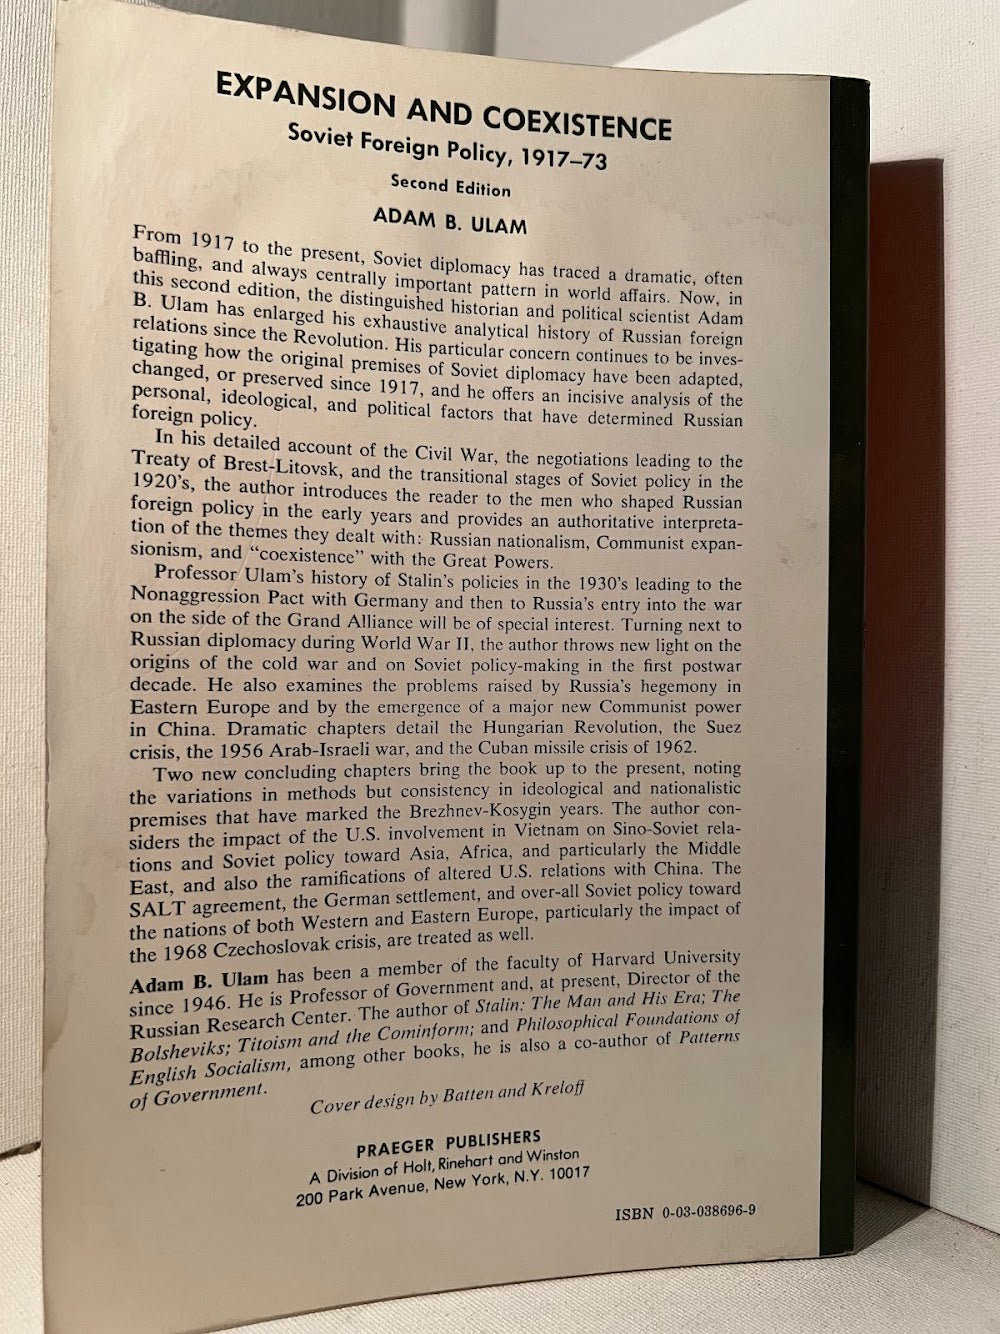 EXPANSION AND COEXISTENCE
Soviet Foreign Policy, 1917–73
Second Edition
ADAM B. ULAM
From 1917 to the present, Soviet diplomacy has traced a dramatic, often
baffling, and always centrally important pattern in world affairs. Now, in
this second edition, the distinguished historian and political scientist Adam
B. Ulam has enlarged his exhaustive analytical history of Russian foreign
relations since the Revolution. His particular concern continues to be inves-
tigating how the original premises of Soviet diplomacy have been adapted,
changed, or preserved since 1917, and he offers an incisive analysis of the
personal, ideological, and political factors that have determined Russian
foreign policy.
In his detailed account of the Civil War, the negotiations leading to the
Treaty of Brest-Litovsk, and the transitional stages of Soviet policy in the
1920's, the author introduces the reader to the men who shaped Russian
foreign policy in the early years and provides an authoritative interpreta-
tion of the themes they dealt with: Russian nationalism, Communist expan-
sionism, and "coexistence" with the Great Powers.
Professor Ulam's history of Stalin's policies in the 1930's leading to the
Nonaggression Pact with Germany and then to Russia's entry into the war
on the side of the Grand Alliance will be of special interest. Turning next to
Russian diplomacy during World War II, the author throws new light on the
origins of the cold war and on Soviet policy-making in the first postwar
decade. He also examines the problems raised by Russia's hegemony in
Eastern Europe and by the emergence of a major new Communist power
in China. Dramatic chapters detail the Hungarian Revolution, the Suez
crisis, the 1956 Arab-Israeli war, and the Cuban missile crisis of 1962.
Two new concluding chapters bring the book up to the present, noting
the variations in methods but consistency in ideological and nationalistic
premises that have marked the Brezhnev-Kosygin years. The author con-
siders the impact of the U.S. involvement in Vietnam on Sino-Soviet rela-
tions and Soviet policy toward Asia, Africa, and particularly the Middle
East, and also the ramifications of altered U.S. relations with China. The
SALT agreement, the German settlement, and over-all Soviet policy toward
the nations of both Western and Eastern Europe, particularly the impact of
the 1968 Czechoslovak crisis, are treated as well.
Adam B. Ulam has been a member of the faculty of Harvard University
since 1946. He is Professor of Government and, at present, Director of the
Russian Research Center. The author of Stalin: The Man and His Era; The
Bolsheviks; Titoism and the Cominform; and Philosophical Foundations of
English Socialism, among other books, he is also a co-author of Patterns
of Government.
Cover design by Batten and Kreloff
PRAEGER PUBLISHERS
A Division of Holt, Rinehart and Winston
200 Park Avenue, New York, N.Y. 10017
ISBN 0-03-038696-9